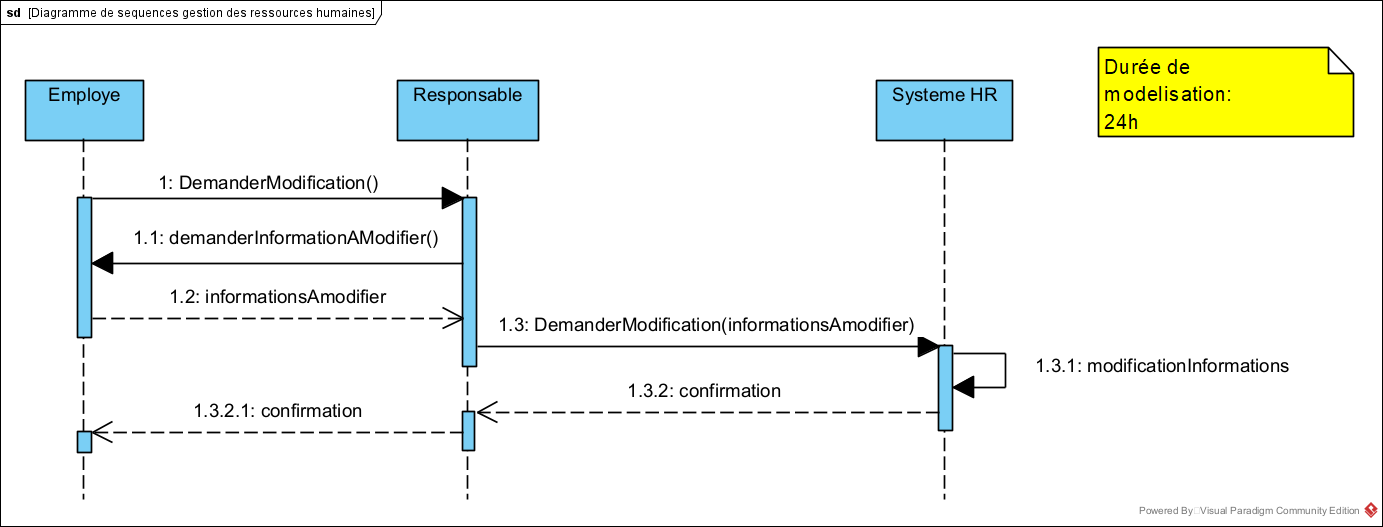 sd [Diagramme de sequences gestion des ressources humaines]
Durée de
modelisation:
24h
Employe
Responsable
Systeme HR
1: DemanderModification()
1.1: demanderInformationAModifier()
1.2: informationsAmodifier
1.3: DemanderModification(informationsAmodifier)
1.3.1: modificationInformations
1.3.2: confirmation
1.3.2.1: confirmation
Powered By Visual Paradigm Community Edition